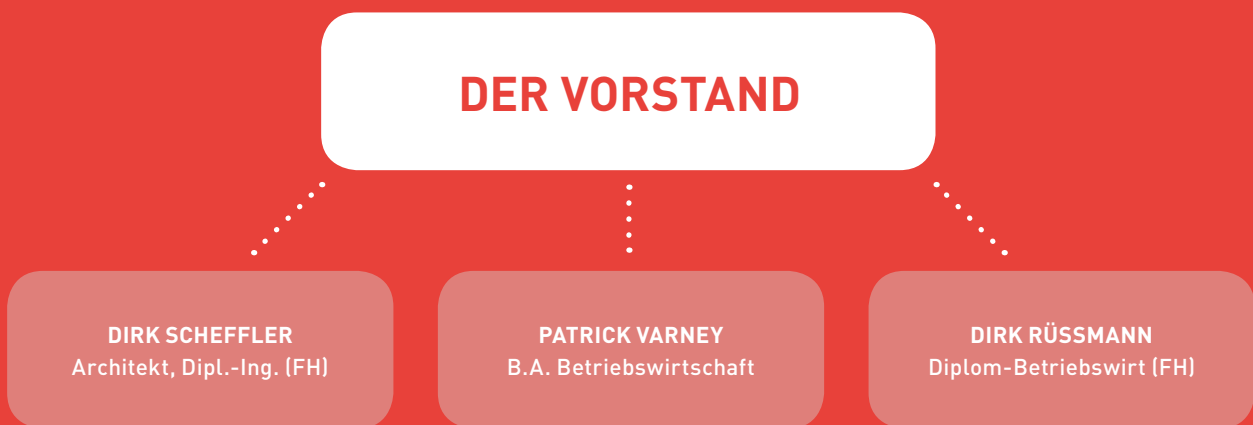 DER VORSTAND
DIRK SCHEFFLER
Architekt, Dipl.-Ing. (FH)
PATRICK VARNEY
B.A. Betriebswirtschaft
DIRK RÜSSMANN
Diplom-Betriebswirt (FH)